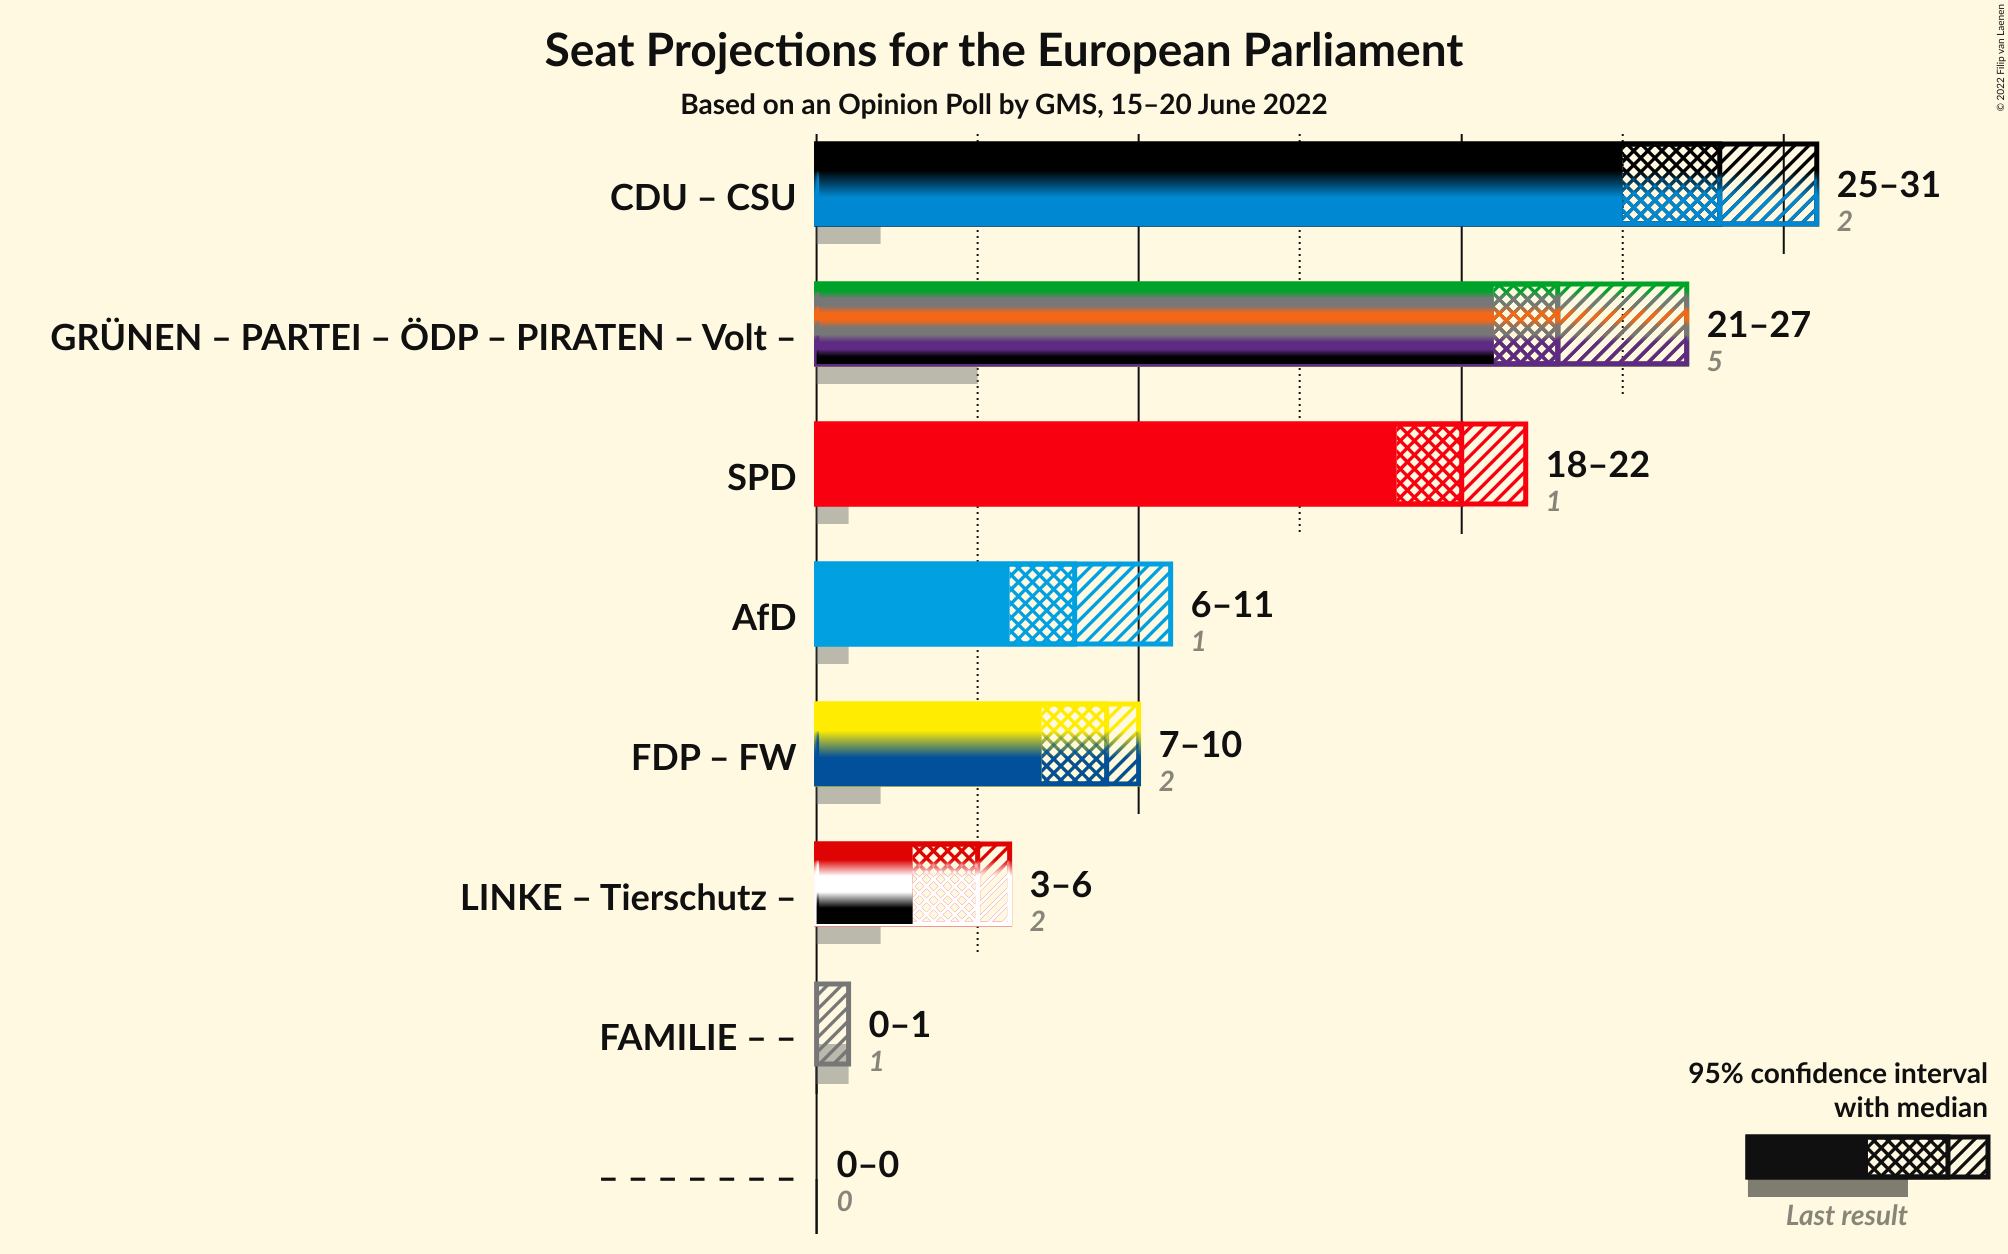 Seat Projections for the European Parliament
Based on an Opinion Poll by GMS, 15–20 June 2022
© 2022 Filip van Laenen
CDU – CSU
25–31
2
GRÜNEN – PARTEI – ÖDP – PIRATEN – Volt –
21–27
5
SPD
18–22
1
AfD
6–11
1
FDP – FW
7–10
2
LINKE – Tierschutz –
3–6
2
FAMILIE – –
0–1
1
– – – – – – –
0–0
0
95% confidence interval
with median
Last result